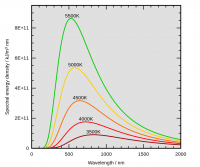 Spectral energy density / kJ/m³ nm
8E+11
6E+11
4E+11
2E+11
0
5500K
5000K
4500K
4000K
3500K
0
500
1000
1500
2000
Wavelength / nm